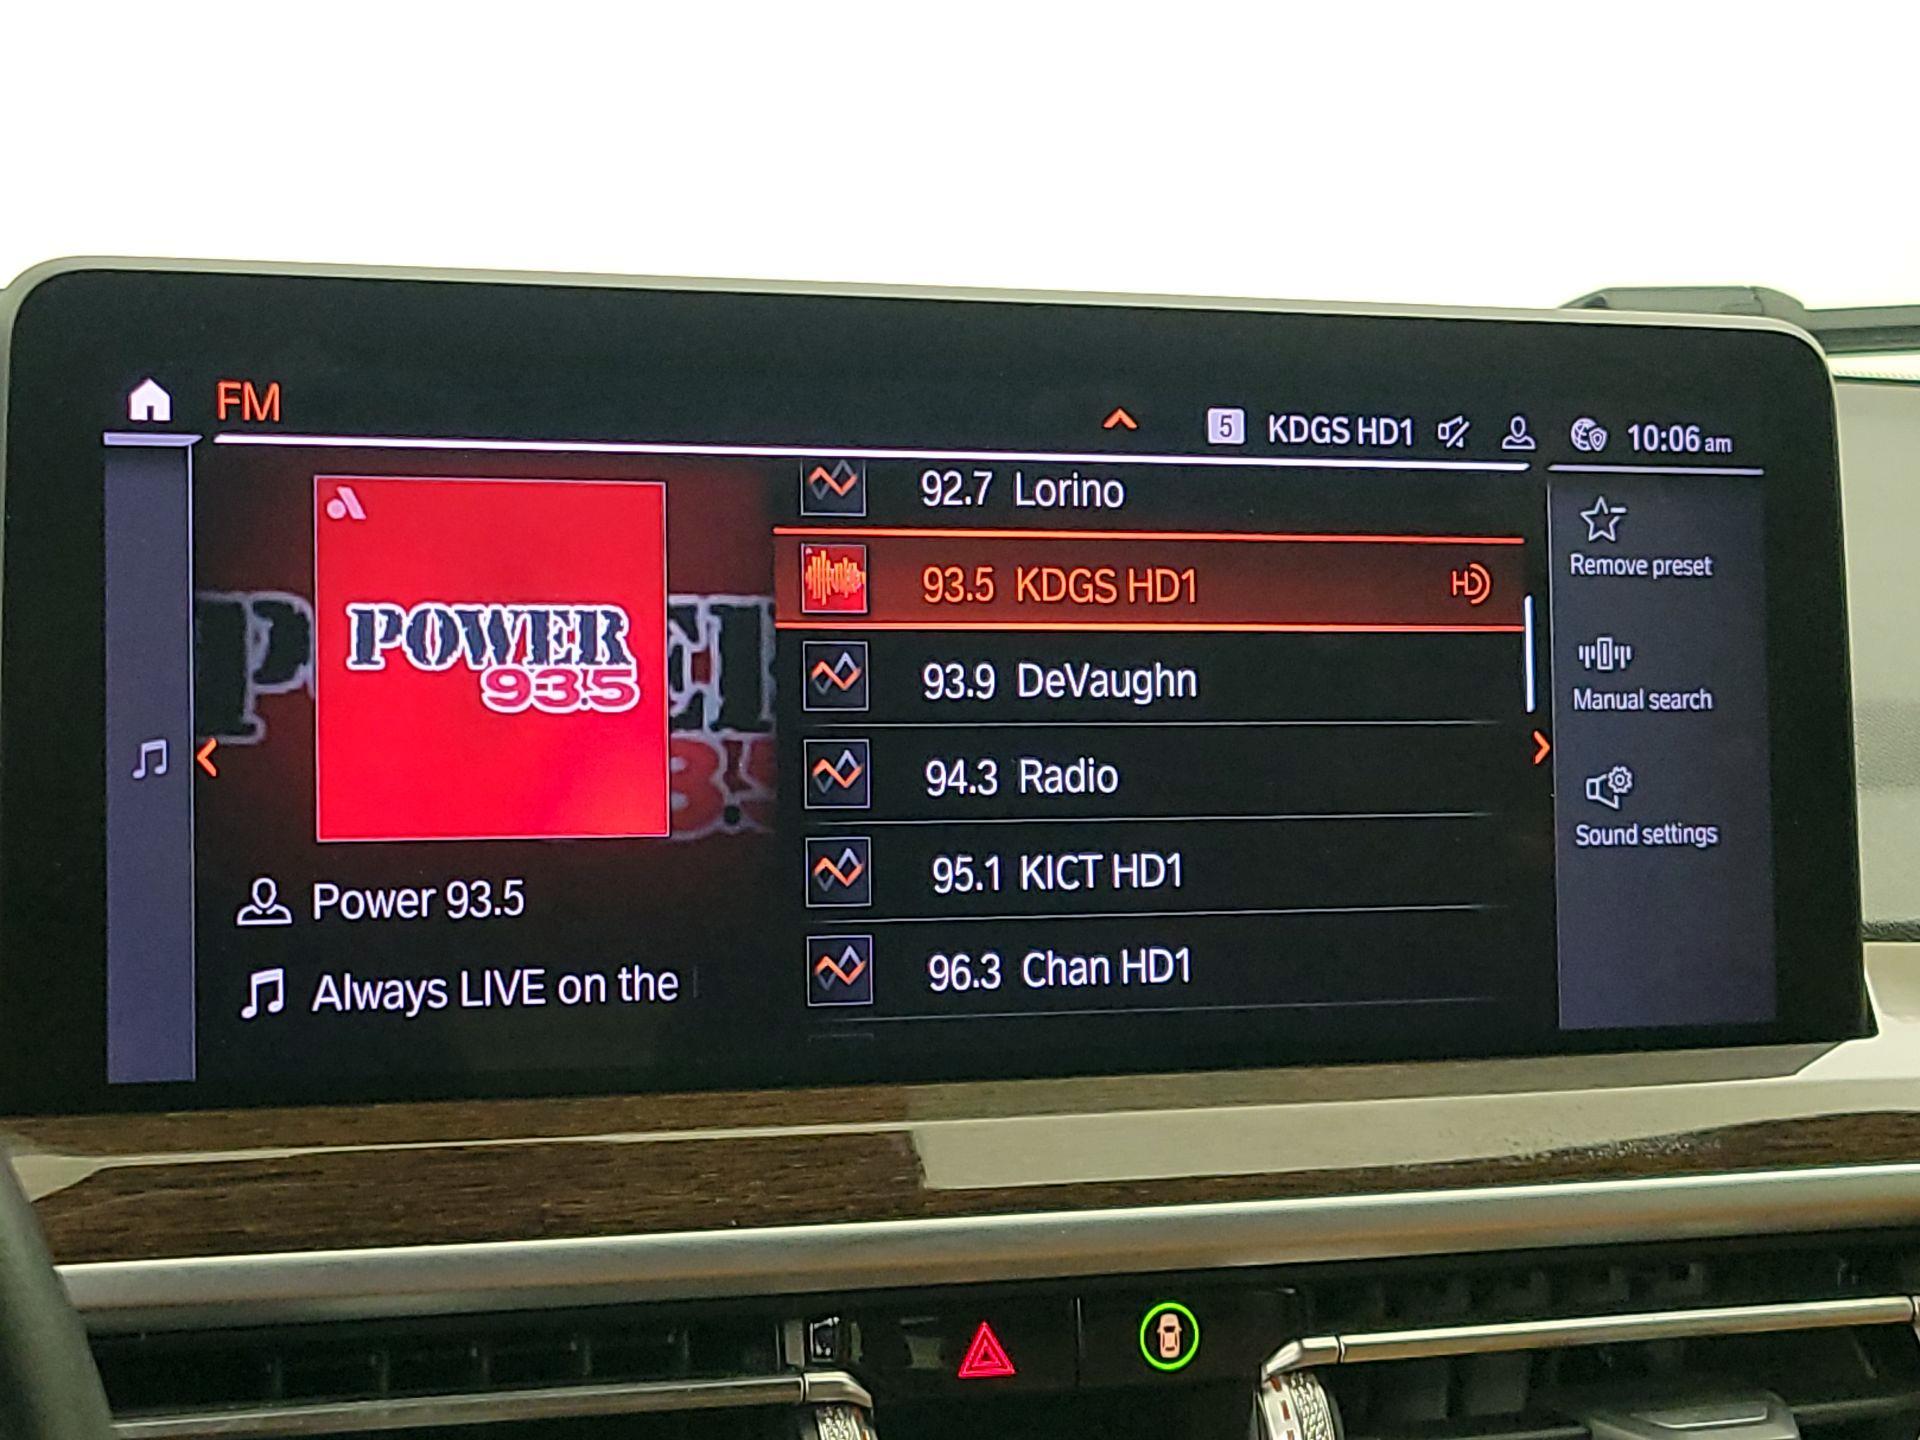 FM
5 KDGS HD1
10:06 am
POWER
93.5
Power 93.5
Always LIVE on the
92.7 Lorino
93.5 KDGS HD1 HD
93.9 DeVaughn
94.3 Radio
95.1 KICT HD1
96.3 Chan HD1
Remove preset
Manual search
Sound settings